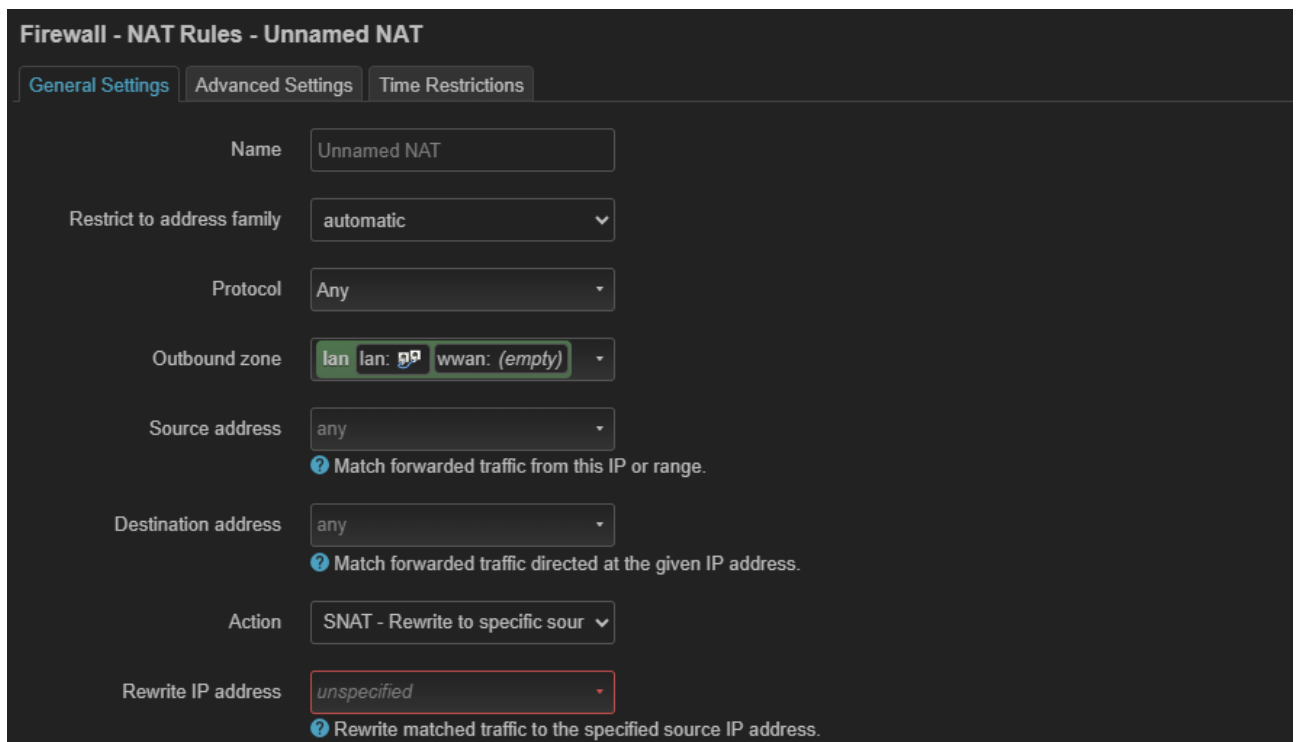 Firewall - NAT Rules - Unnamed NAT
General Settings Advanced Settings Time Restrictions
Name Unnamed NAT
Restrict to address family automatic
Protocol Any
Outbound zone lan lan: wwan: (empty)
Source address any
Match forwarded traffic from this IP or range.
Destination address any
Match forwarded traffic directed at the given IP address.
Action SNAT - Rewrite to specific sour
Rewrite IP address unspecified
Rewrite matched traffic to the specified source IP address.